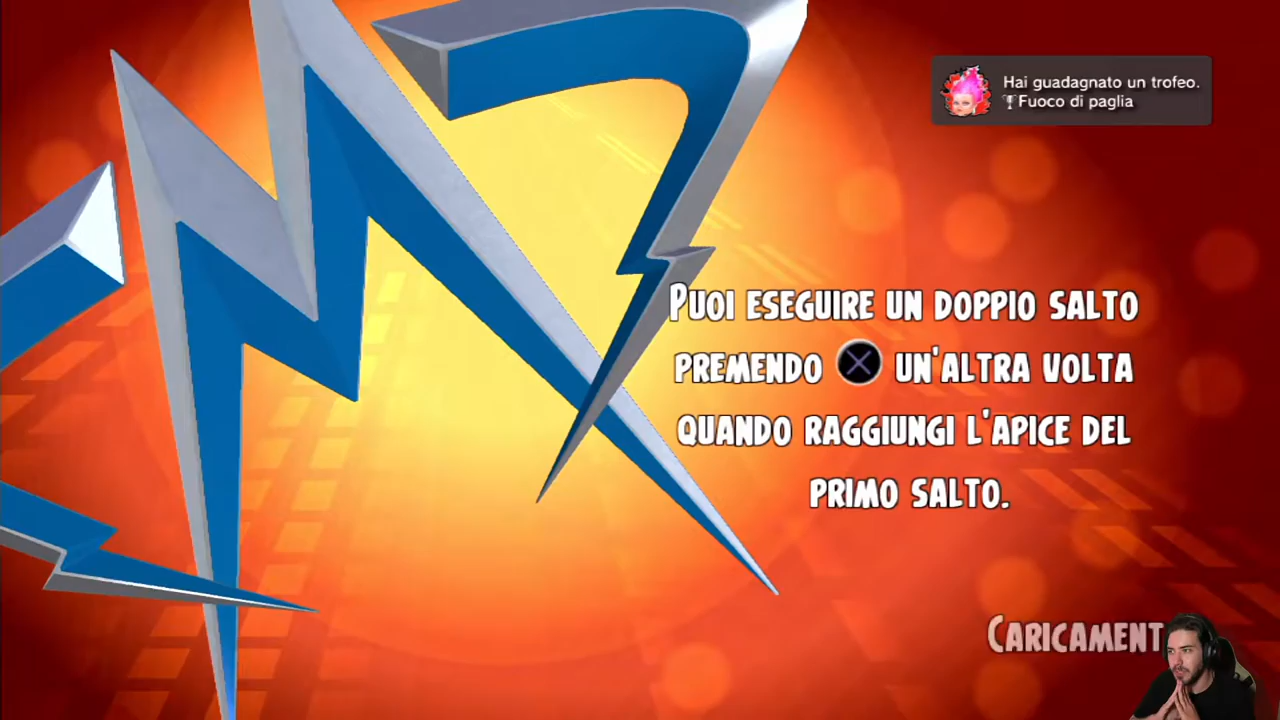 Hai guadagnato un trofeo.
Fuoco di paglia
PUOI ESEGUIRE UN DOPPIO SALTO
PREMENDO UN'ALTRA VOLTA
QUANDO RAGGIUNGI L'APICE DEL
PRIMO SALTO.
CARICAMENT